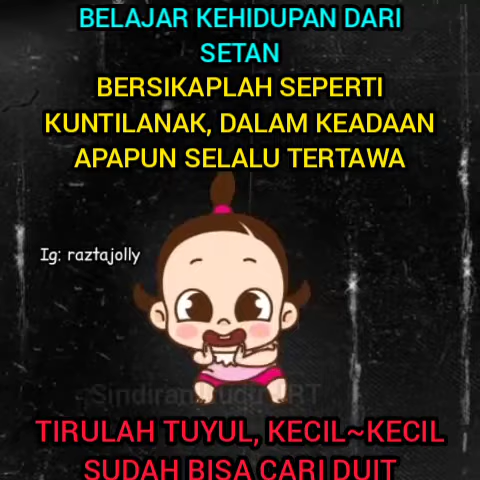 BELAJAR KEHIDUPAN DARI
SETAN
BERSIKAPLAH SEPERTI
KUNTILANAK, DALAM KEADAAN
APAPUN SELALU TERTAWA
Ig: raztajolly
Sindiran
TIRULAH TUYUL, KECIL~KECIL
SUDAH BISA CARI DUIT